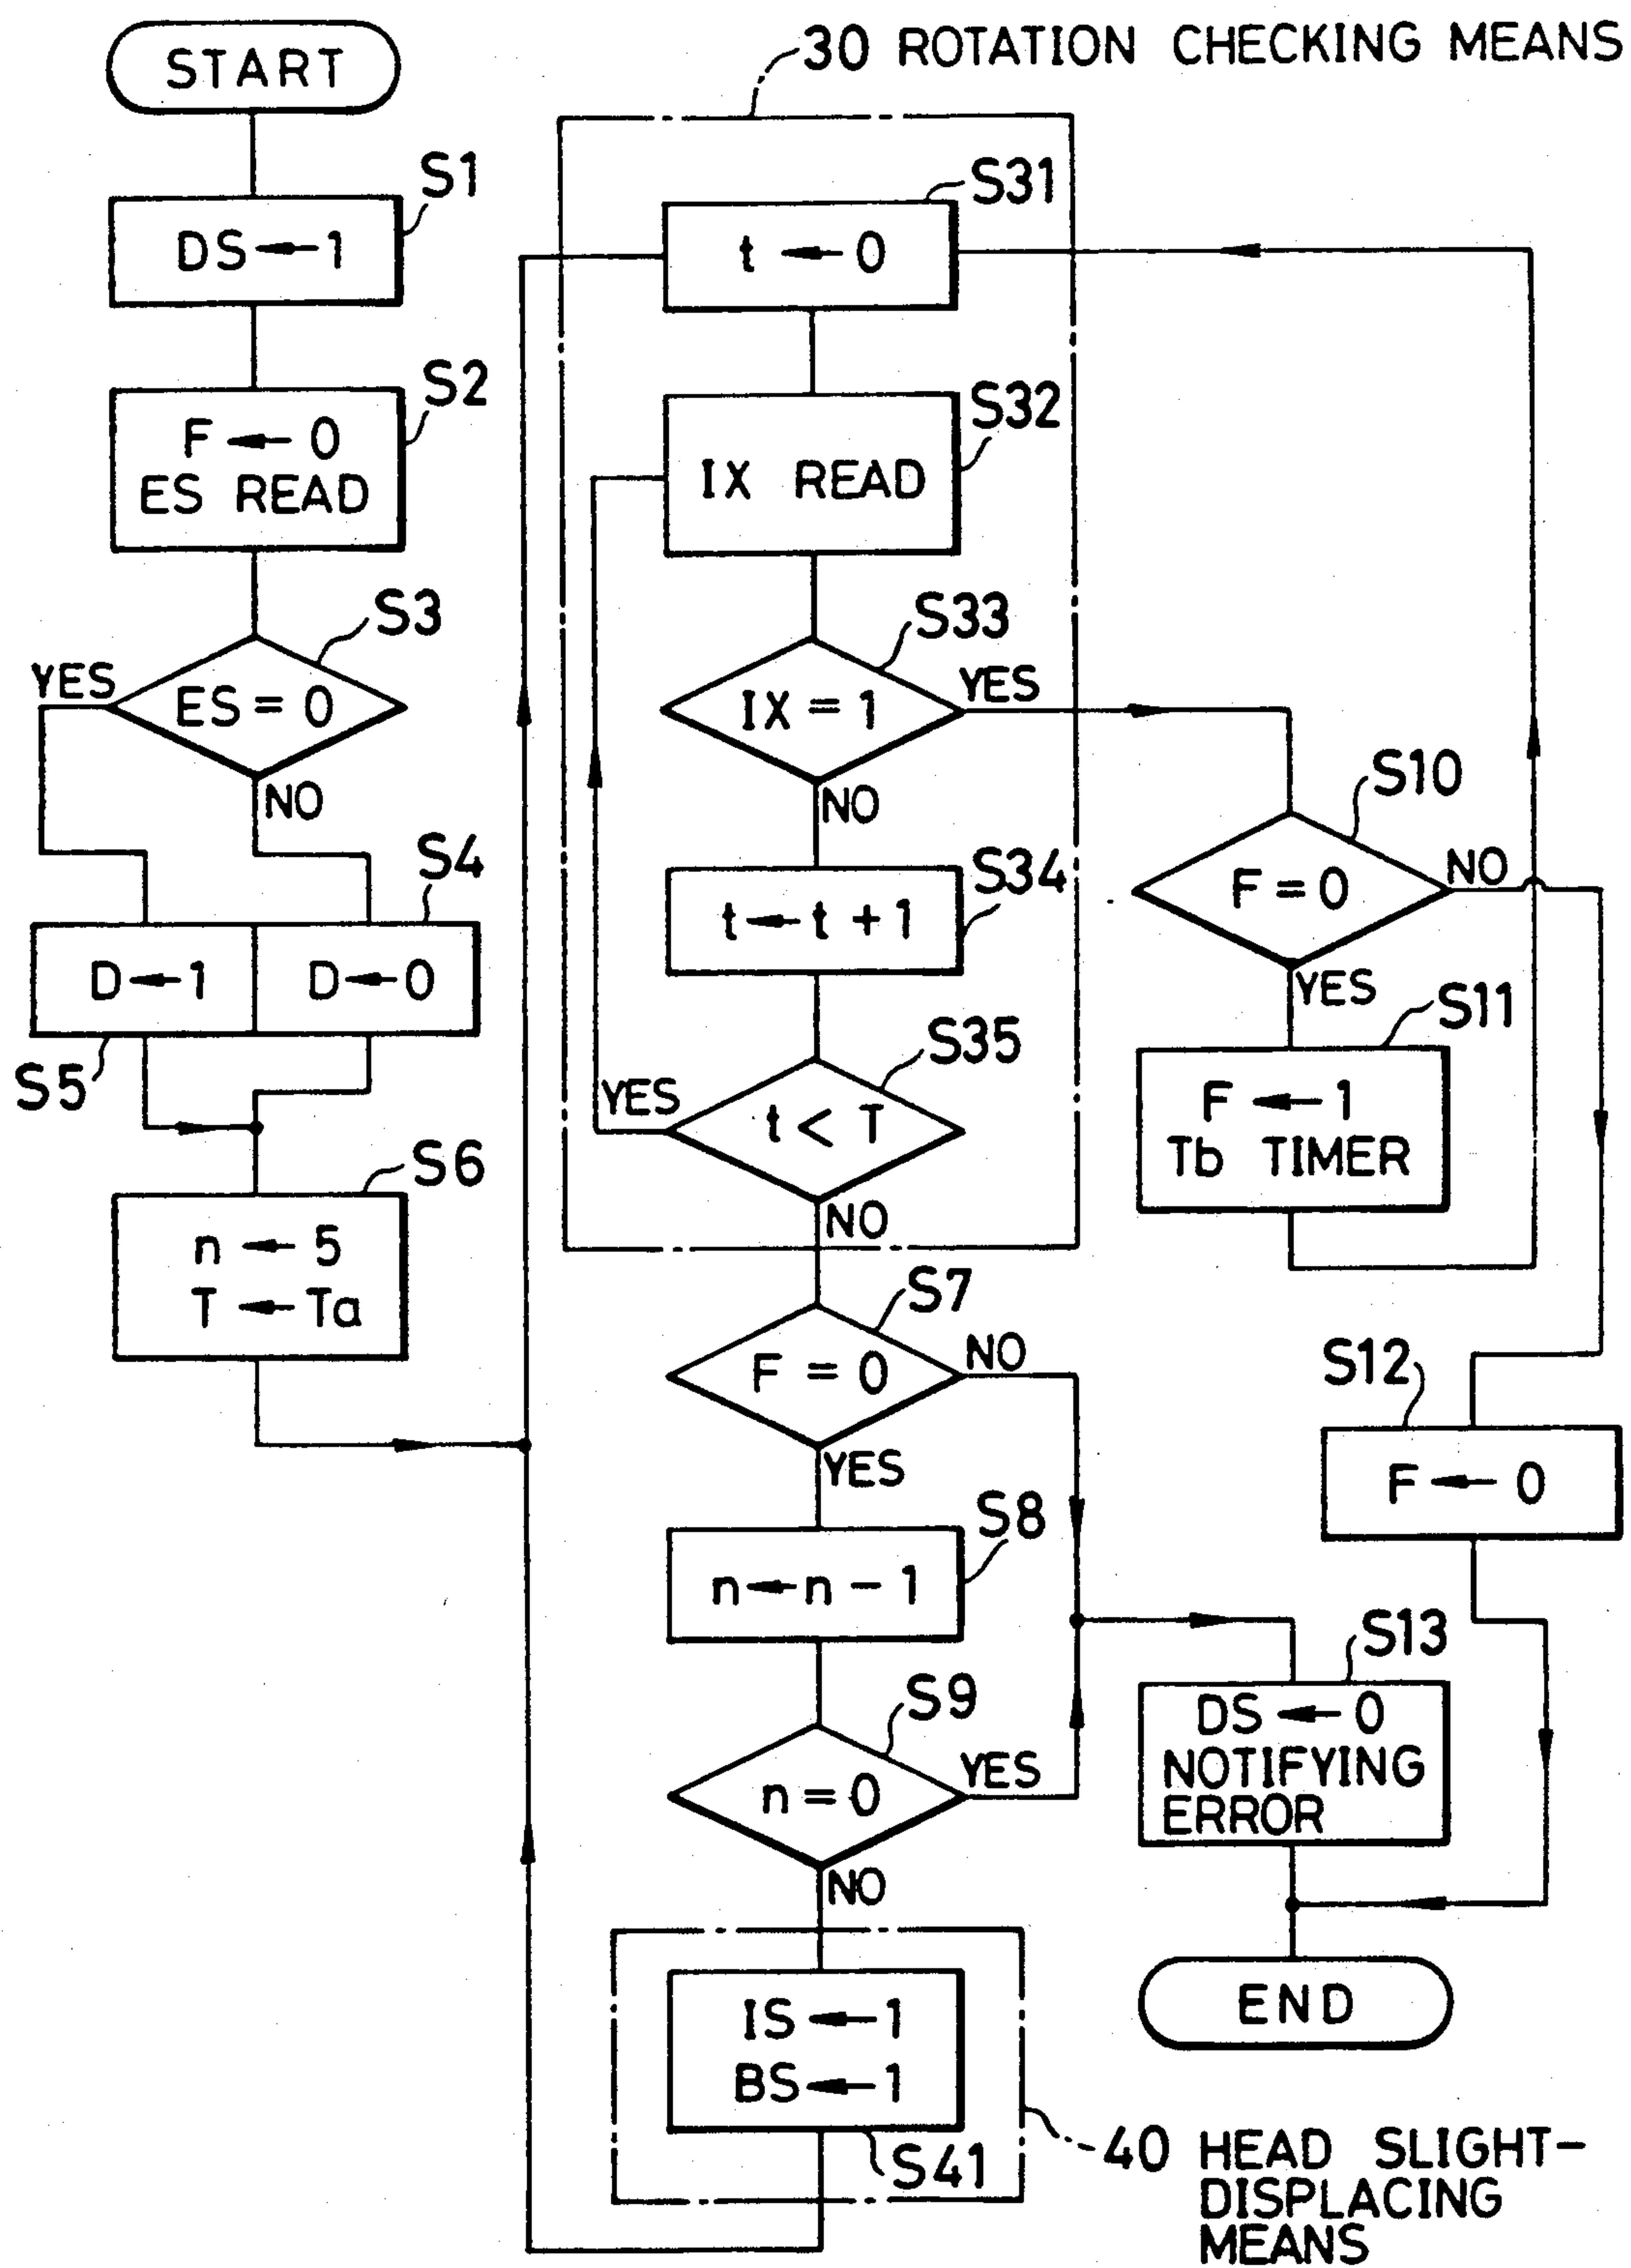 START
S1
DS ← 1
S2
F ← 0
ES READ
S3
ES = 0
YES
NO
S4
D ← 1
D ← 0
S5
S6
n ← 5
T ← Ta
30 ROTATION CHECKING MEANS
S31
t ← 0
S32
IX READ
S33
IX = 1
YES
NO
S34
t ← t + 1
S35
t < T
YES
NO
S7
F = 0
NO
YES
S8
n ← n - 1
S9
n = 0
YES
NO
IS ← 1
BS ← 1
S41
40 HEAD SLIGHT-
DISPLACING
MEANS
S10
F = 0
NO
YES
S11
F ← 1
Tb TIMER
S12
F ← 0
S13
DS ← 0
NOTIFYING
ERROR
END